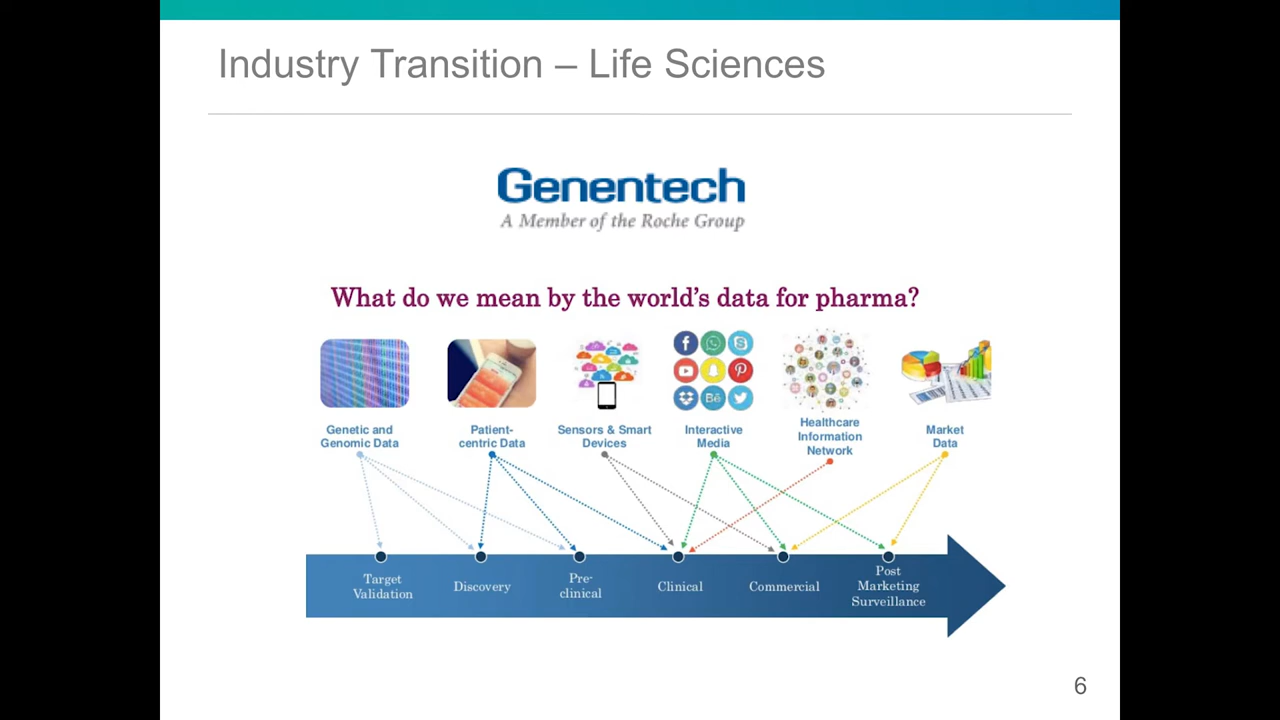 Industry Transition – Life Sciences
Genentech
A Member of the Roche Group
What do we mean by the world's data for pharma?
Genetic and
Genomic Data
Patient-
centric Data
Sensors & Smart
Devices
Interactive
Media
Healthcare
Information
Network
Market
Data
Target
Validation
Discovery
Pre-
clinical
Clinical
Commercial
Post
Marketing
Surveillance
6